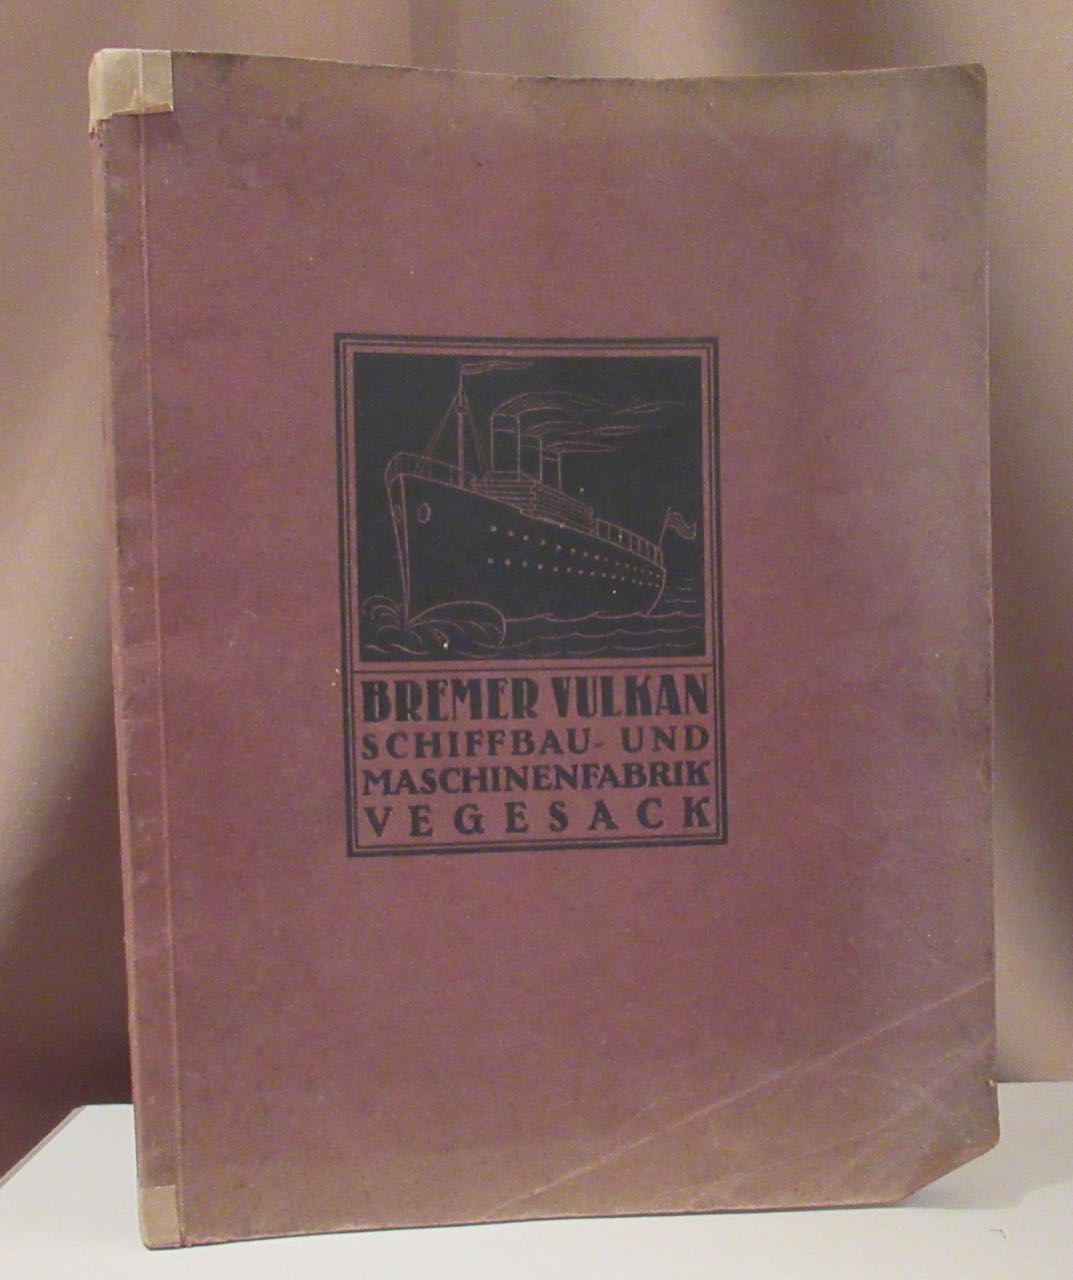 BREMER VULKAN
SCHIFFBAU- UND
MASCHINENFABRIK
VEGESACK